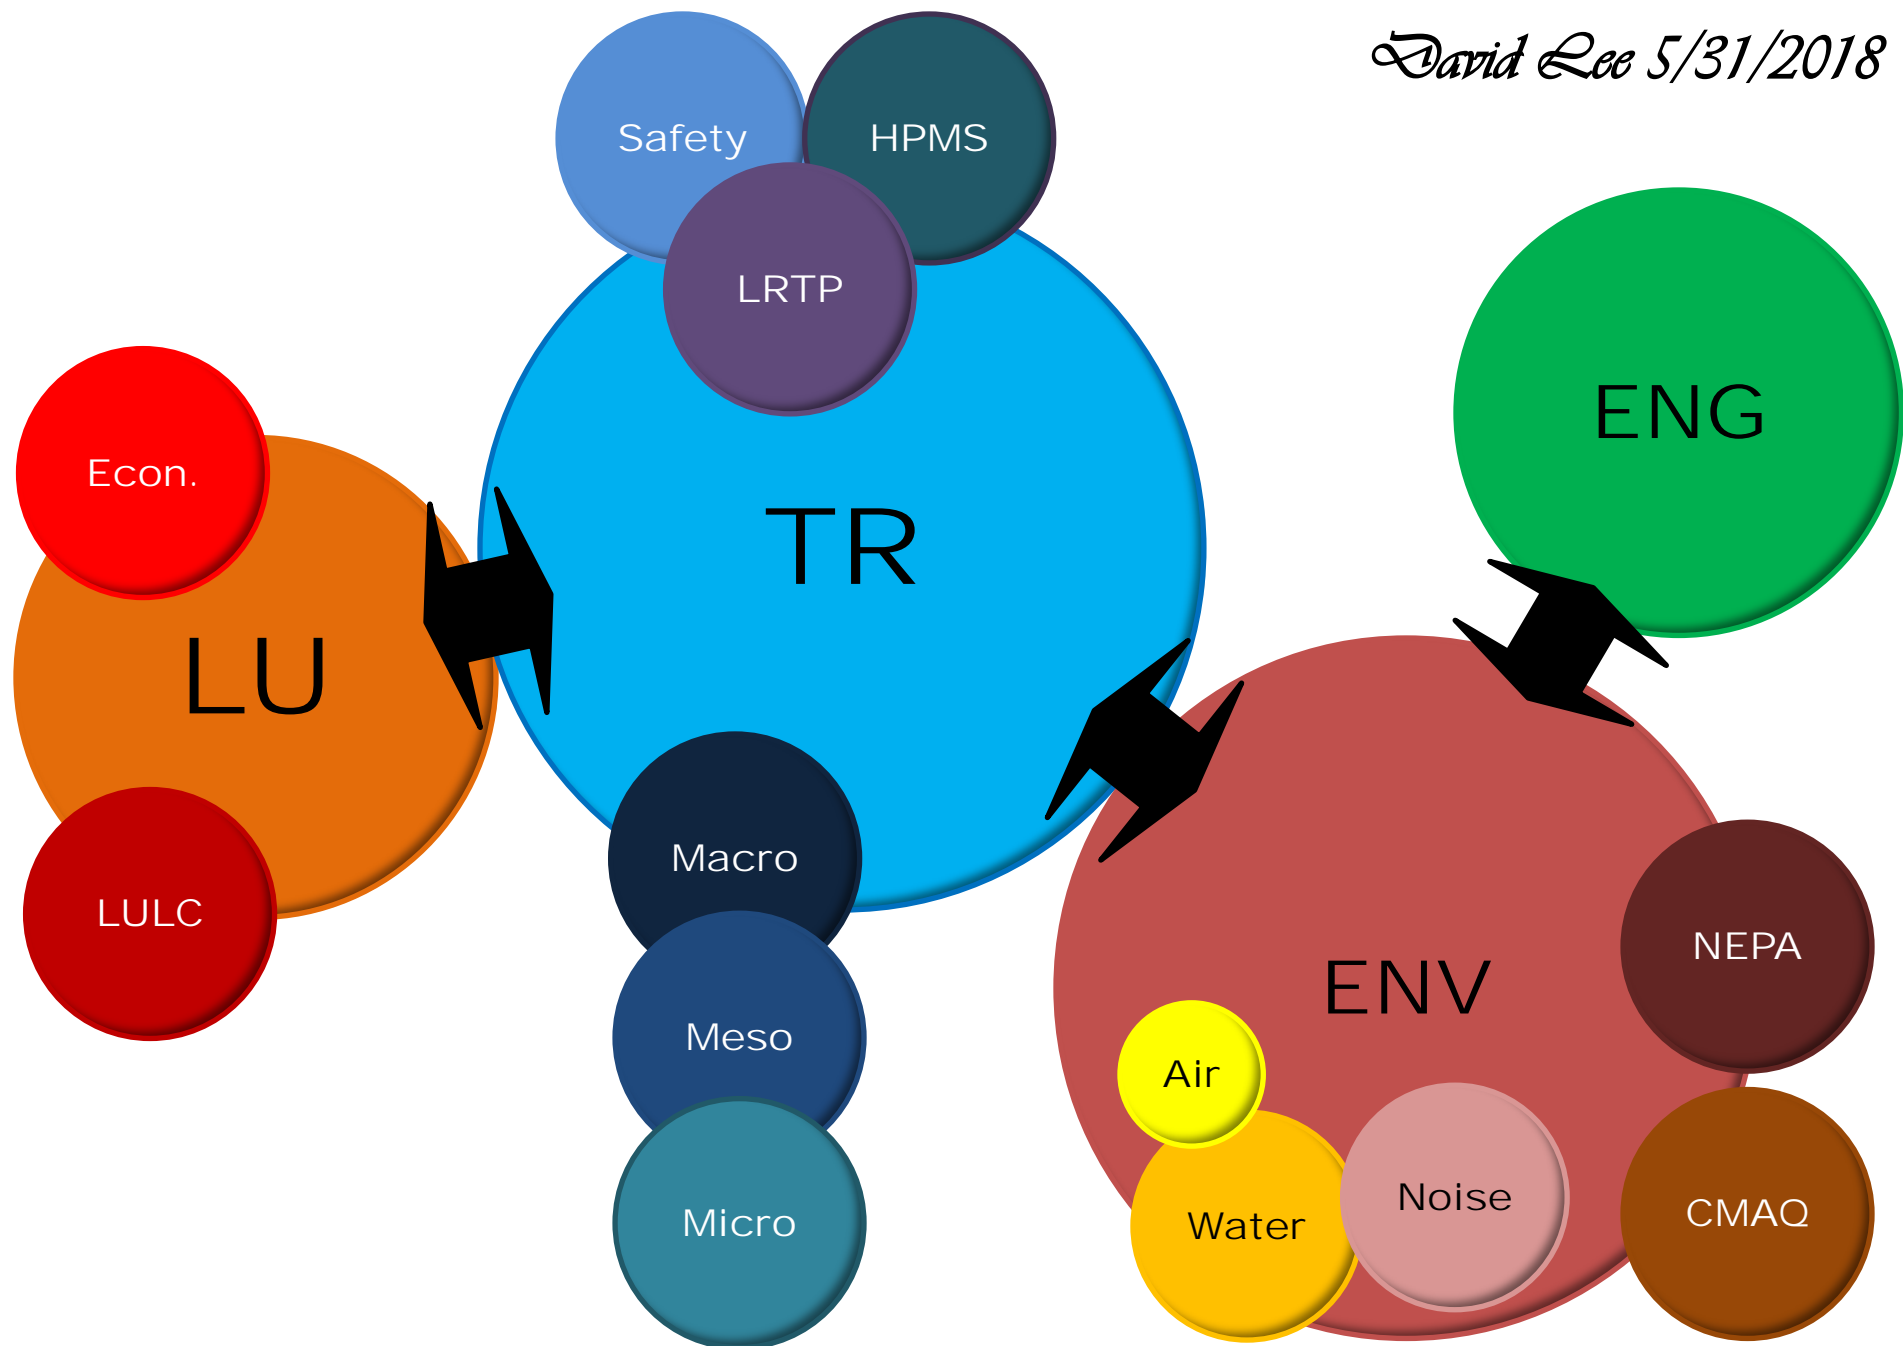 David Lee 5/31/2018
Safety
HPMS
LRTP
ENG
Econ.
TR
LU
Macro
LULC
NEPA
ENV
Meso
Air
Noise
CMAQ
Micro
Water